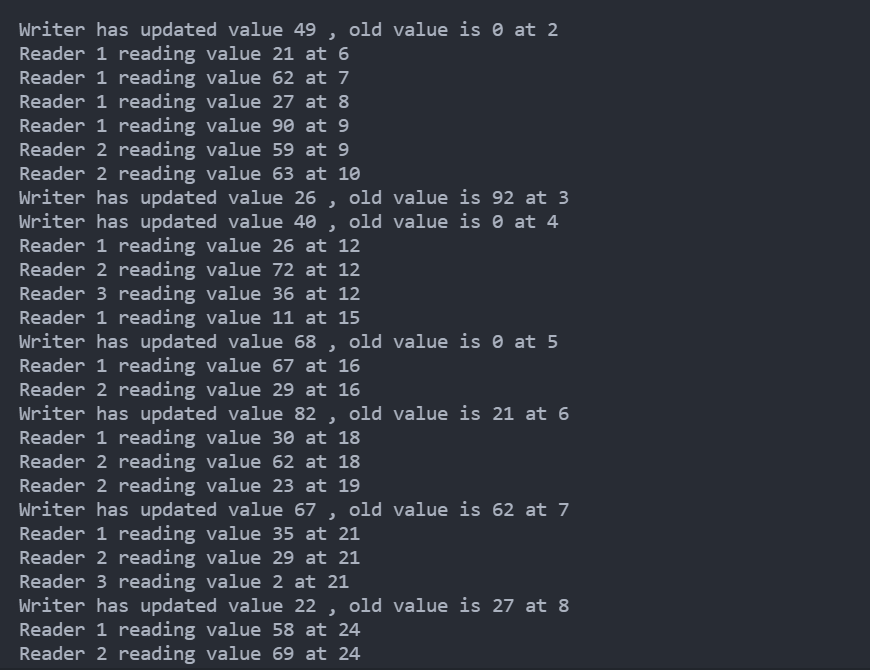 Writer has updated value 49 , old value is 0 at 2
Reader 1 reading value 21 at 6
Reader 1 reading value 62 at 7
Reader 1 reading value 27 at 8
Reader 1 reading value 90 at 9
Reader 2 reading value 59 at 9
Reader 2 reading value 63 at 10
Writer has updated value 26 , old value is 92 at 3
Writer has updated value 40 , old value is 0 at 4
Reader 1 reading value 26 at 12
Reader 2 reading value 72 at 12
Reader 3 reading value 36 at 12
Reader 1 reading value 11 at 15
Writer has updated value 68 , old value is 0 at 5
Reader 1 reading value 67 at 16
Reader 2 reading value 29 at 16
Writer has updated value 82 , old value is 21 at 6
Reader 1 reading value 30 at 18
Reader 2 reading value 62 at 18
Reader 2 reading value 23 at 19
Writer has updated value 67 , old value is 62 at 7
Reader 1 reading value 35 at 21
Reader 2 reading value 29 at 21
Reader 3 reading value 2 at 21
Writer has updated value 22 , old value is 27 at 8
Reader 1 reading value 58 at 24
Reader 2 reading value 69 at 24